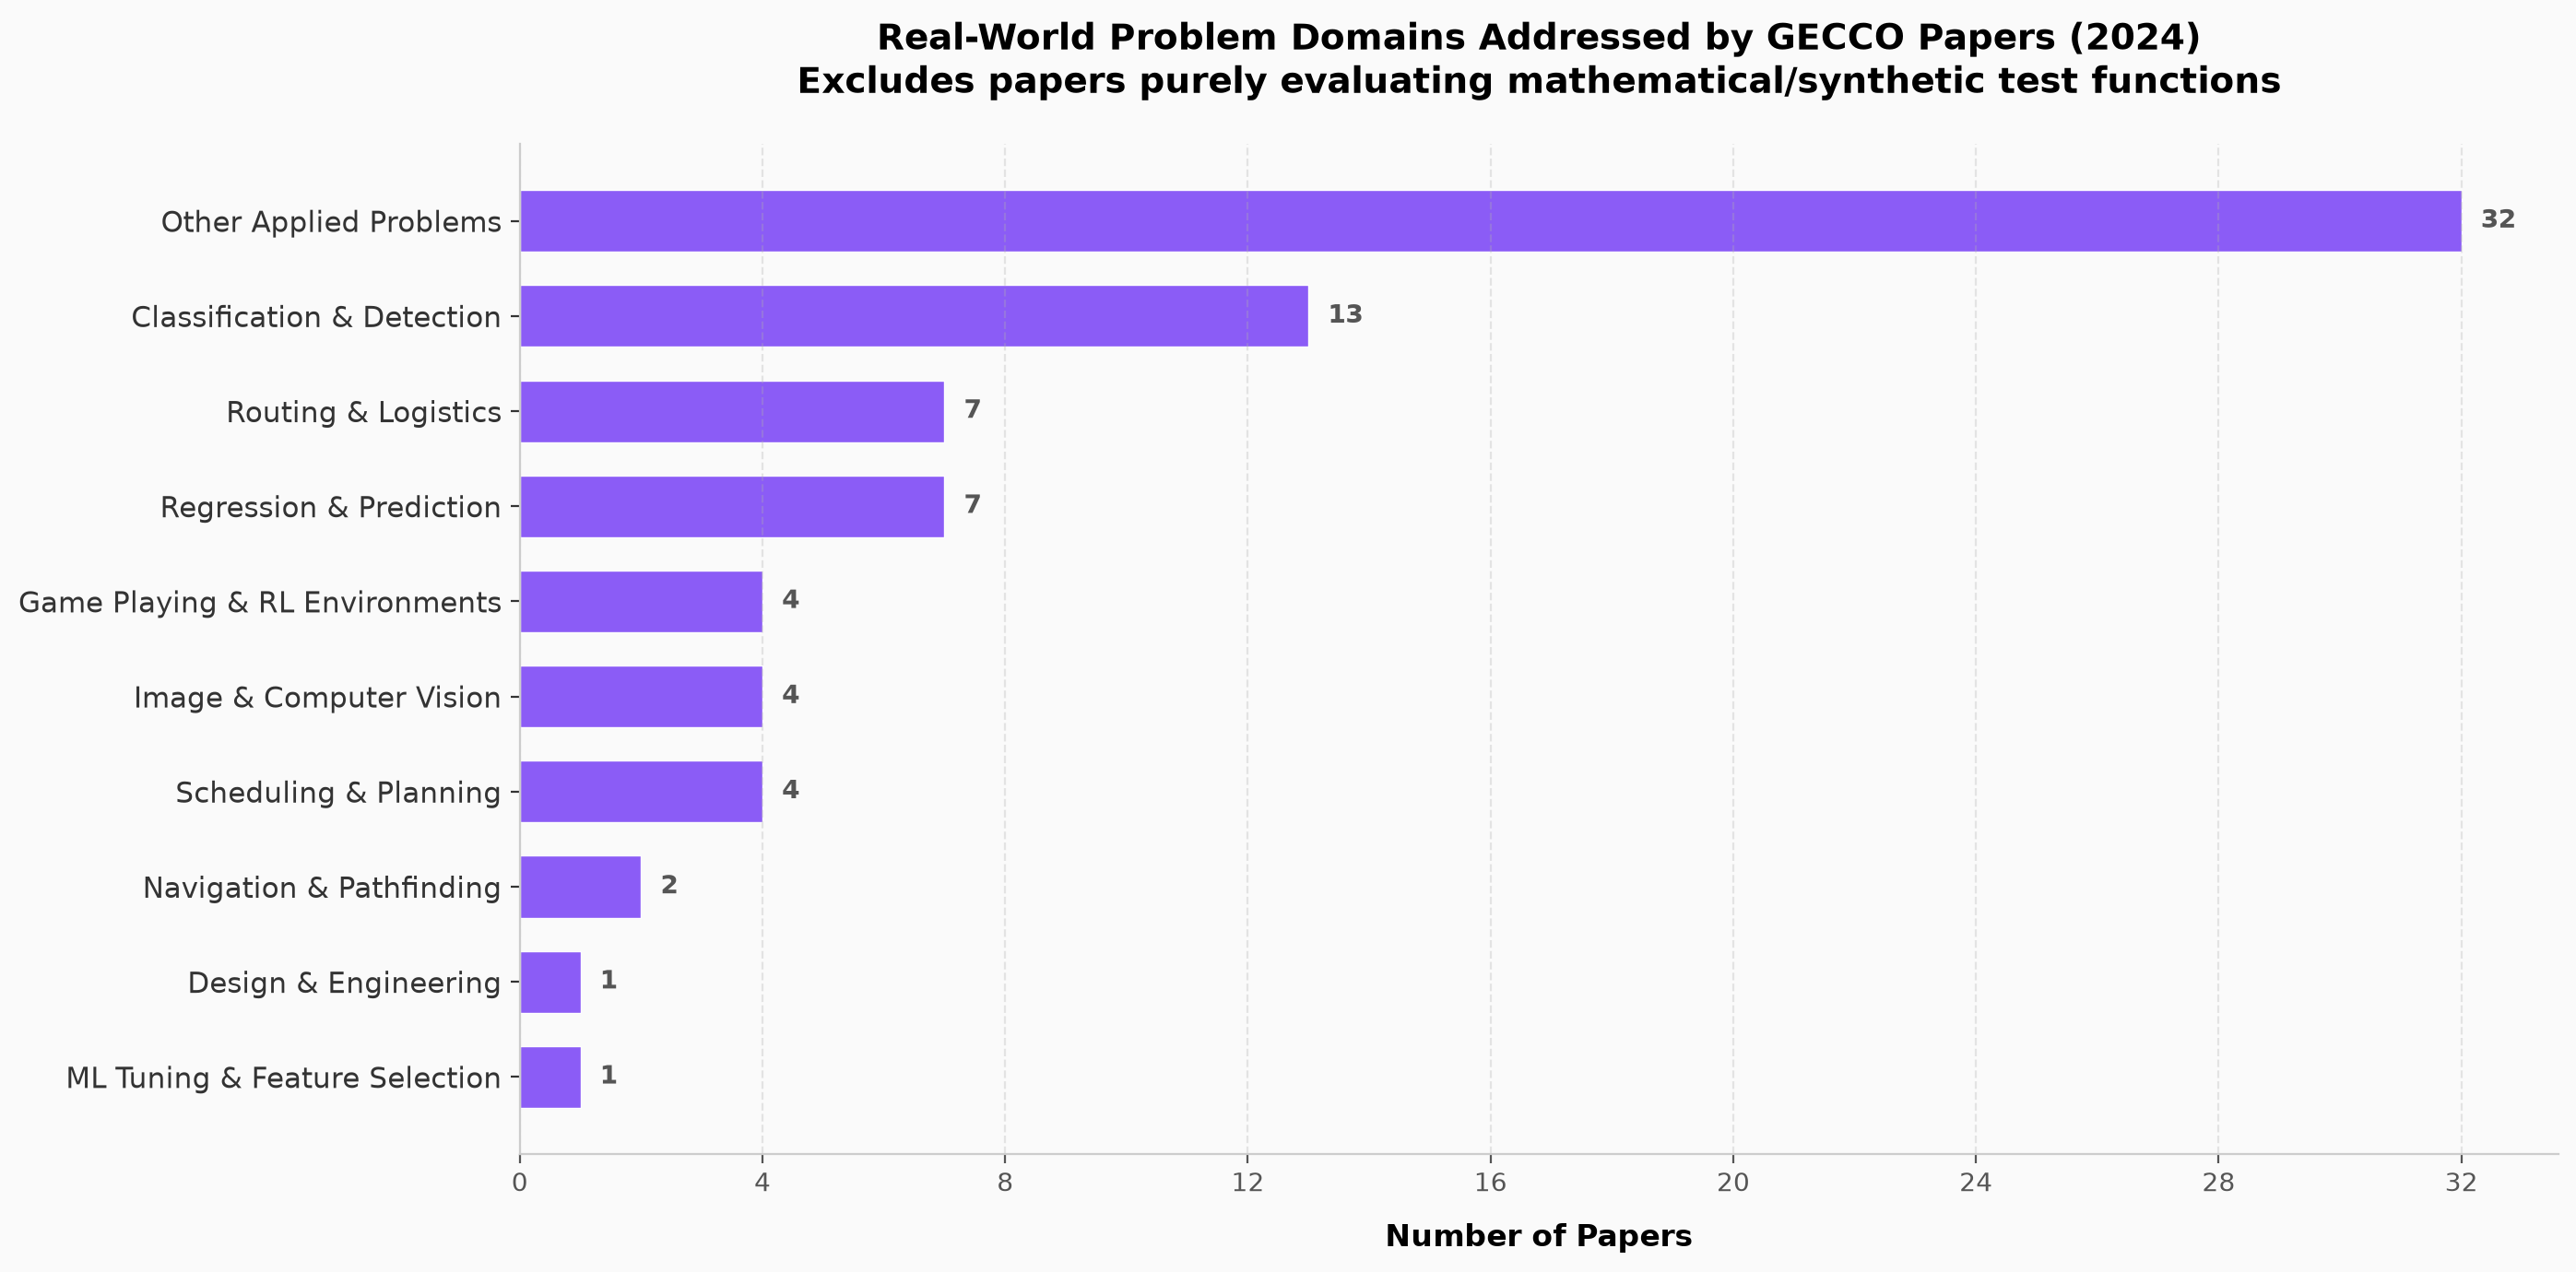 Real-World Problem Domains Addressed by GECCO Papers (2024)
Excludes papers purely evaluating mathematical/synthetic test functions
Other Applied Problems 32
Classification & Detection 13
Routing & Logistics 7
Regression & Prediction 7
Game Playing & RL Environments 4
Image & Computer Vision 4
Scheduling & Planning 4
Navigation & Pathfinding 2
Design & Engineering 1
ML Tuning & Feature Selection 1
0 4 8 12 16 20 24 28 32
Number of Papers